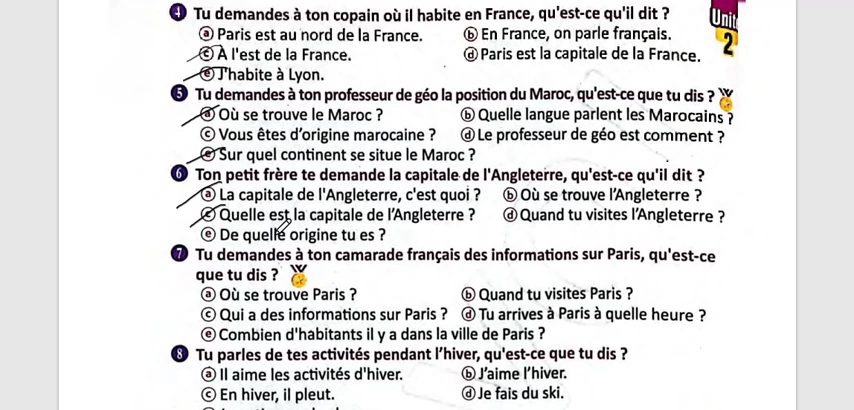 4 Tu demandes à ton copain où il habite en France, qu'est-ce qu'il dit ?
Unit
2
ⓐ Paris est au nord de la France. ⓑ En France, on parle français.
ⓒ À l'est de la France. ⓓ Paris est la capitale de la France.
ⓔ J'habite à Lyon.
5 Tu demandes à ton professeur de géo la position du Maroc, qu'est-ce que tu dis ?
ⓐ Où se trouve le Maroc ? ⓑ Quelle langue parlent les Marocains ?
ⓒ Vous êtes d'origine marocaine ? ⓓ Le professeur de géo est comment ?
ⓔ Sur quel continent se situe le Maroc ?
6 Ton petit frère te demande la capitale de l'Angleterre, qu'est-ce qu'il dit ?
ⓐ La capitale de l'Angleterre, c'est quoi ? ⓑ Où se trouve l'Angleterre ?
ⓒ Quelle est la capitale de l'Angleterre ? ⓓ Quand tu visites l'Angleterre ?
ⓔ De quelle origine tu es ?
7 Tu demandes à ton camarade français des informations sur Paris, qu'est-ce
que tu dis ?
ⓐ Où se trouve Paris ? ⓑ Quand tu visites Paris ?
ⓒ Qui a des informations sur Paris ? ⓓ Tu arrives à Paris à quelle heure ?
ⓔ Combien d'habitants il y a dans la ville de Paris ?
8 Tu parles de tes activités pendant l'hiver, qu'est-ce que tu dis ?
ⓐ Il aime les activités d'hiver. ⓑ J'aime l'hiver.
ⓒ En hiver, il pleut. ⓓ Je fais du ski.